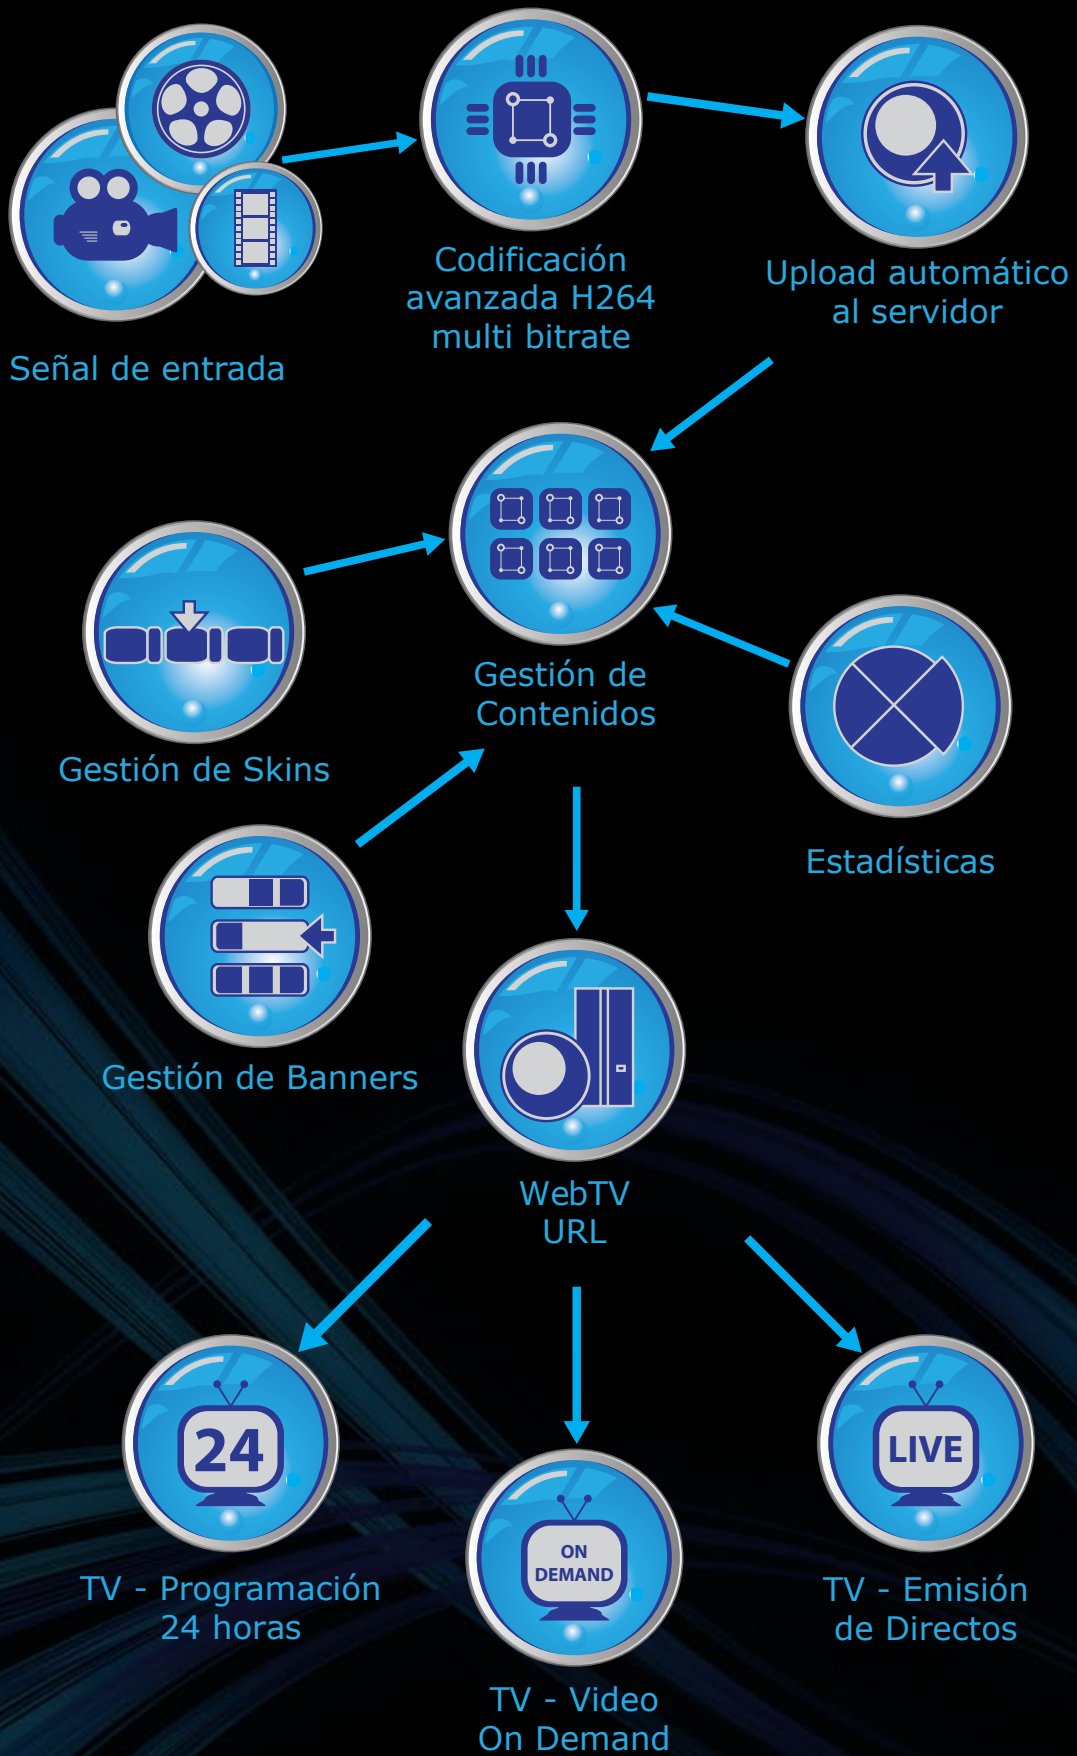 Codificación
avanzada H264
multi bitrate
Upload automático
al servidor
Señal de entrada
Gestión de
Contenidos
Gestión de Skins
Estadísticas
Gestión de Banners
WebTV
URL
24
TV - Programación
24 horas
ON
DEMAND
TV - Video
On Demand
LIVE
TV - Emisión
de Directos